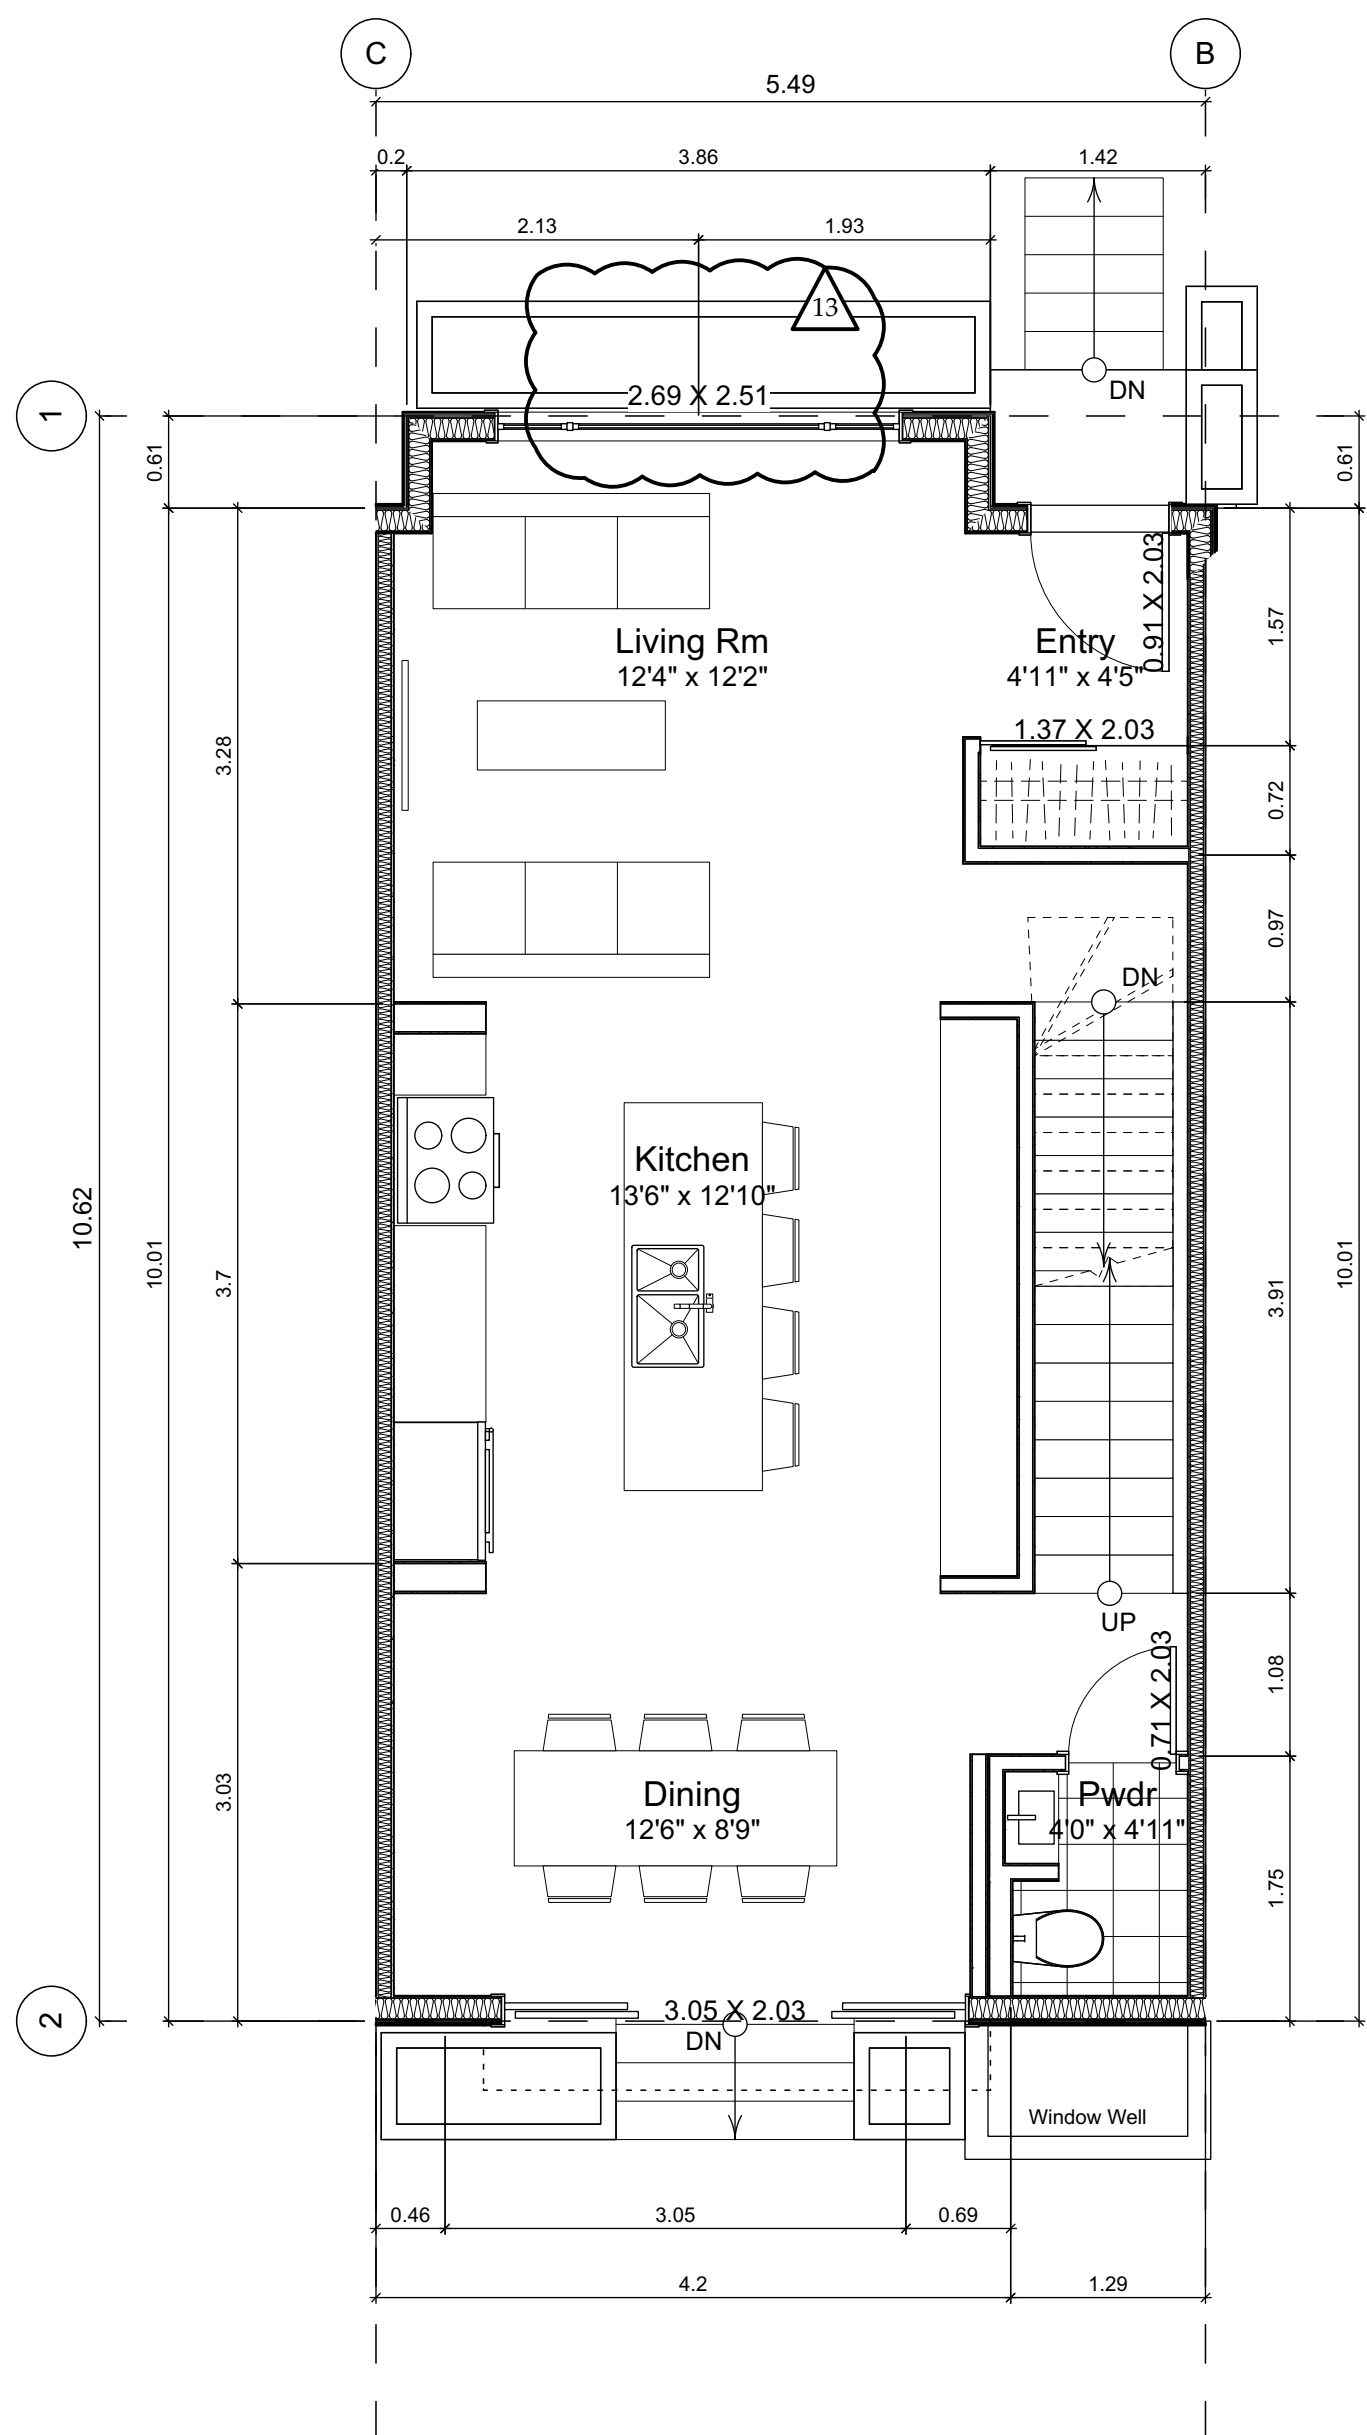 C
B
5.49
0.2
3.86
1.42
2.13
1.93
13
DN
2.69 X 2.51
1
0.61
0.61
0.91 X 2.03
Living Rm
12'4" x 12'2"
Entry
4'11" x 4'5"
1.57
1.37 X 2.03
3.28
0.72
0.97
DN
Kitchen
13'6" x 12'10"
10.62
10.01
3.7
3.91
10.01
UP
0.71 X 2.03
1.08
Dining
12'6" x 8'9"
Pwdr
4'0" x 4'11"
3.03
1.75
2
3.05 X 2.03
DN
Window Well
0.46
3.05
0.69
4.2
1.29